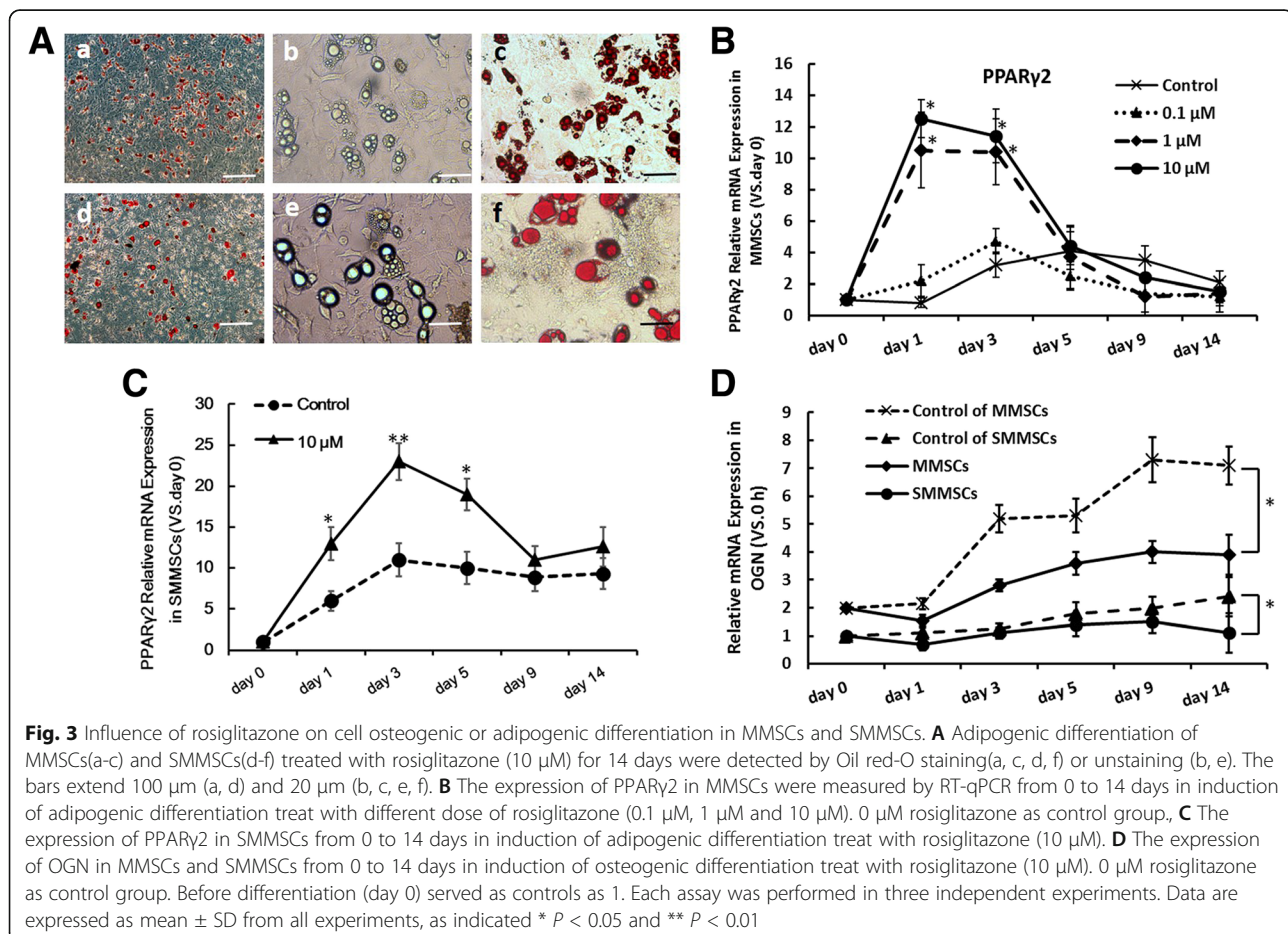 A
a
b
c
d
e
f
B
PPARγ2
PPARγ2 Relative mRNA Expression in
MMSCs (VS.day 0)
16
14
12
10
8
6
4
2
0
Control
0.1 µM
1 µM
10 µM
*
*
*
*
day 0
day 1
day 3
day 5
day 9
day 14
C
PPARγ2 Relative mRNA Expression
in SMMSCs (VS.day 0)
30
25
20
15
10
5
0
Control
10 µM
*
**
*
day 0
day 1
day 3
day 5
day 9
day 14
D
Relative mRNA Expression in
OGN (VS.0 h)
9
8
7
6
5
4
3
2
1
0
Control of MMSCs
Control of SMMSCs
MMSCs
SMMSCs
*
*
day 0
day 1
day 3
day 5
day 9
day 14
Fig. 3 Influence of rosiglitazone on cell osteogenic or adipogenic differentiation in MMSCs and SMMSCs. A Adipogenic differentiation of
MMSCs(a-c) and SMMSCs(d-f) treated with rosiglitazone (10 µM) for 14 days were detected by Oil red-O staining(a, c, d, f) or unstaining (b, e). The
bars extend 100 µm (a, d) and 20 µm (b, c, e, f). B The expression of PPARγ2 in MMSCs were measured by RT-qPCR from 0 to 14 days in induction
of adipogenic differentiation treat with different dose of rosiglitazone (0.1 µM, 1 µM and 10 µM). 0 µM rosiglitazone as control group., C The
expression of PPARγ2 in SMMSCs from 0 to 14 days in induction of adipogenic differentiation treat with rosiglitazone (10 µM). D The expression
of OGN in MMSCs and SMMSCs from 0 to 14 days in induction of osteogenic differentiation treat with rosiglitazone (10 µM). 0 µM rosiglitazone
as control group. Before differentiation (day 0) served as controls as 1. Each assay was performed in three independent experiments. Data are
expressed as mean ± SD from all experiments, as indicated * P < 0.05 and ** P < 0.01